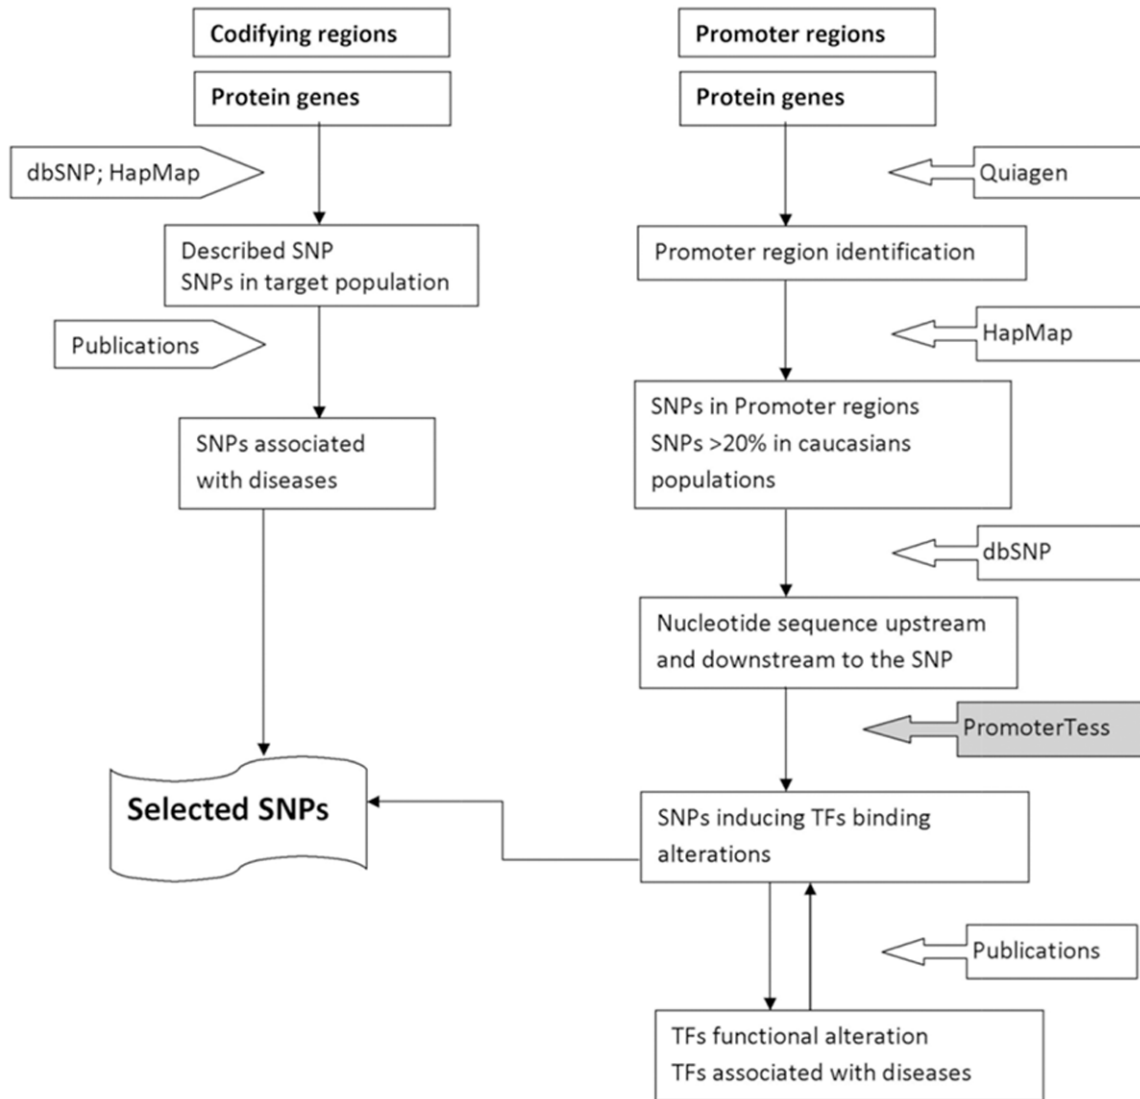 Codifying regions
Protein genes
dbSNP; HapMap
Described SNP
SNPs in target population
Publications
SNPs associated
with diseases
Selected SNPs
Promoter regions
Protein genes
Quiagen
Promoter region identification
HapMap
SNPs in Promoter regions
SNPs >20% in caucasians
populations
dbSNP
Nucleotide sequence upstream
and downstream to the SNP
PromoterTess
SNPs inducing TFs binding
alterations
Publications
TFs functional alteration
TFs associated with diseases